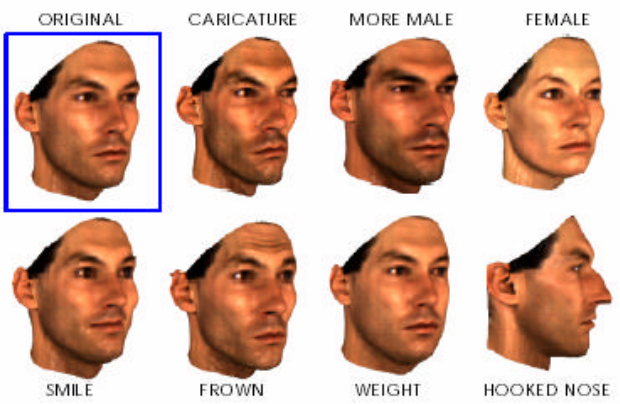 ORIGINAL
CARICATURE
MORE MALE
FEMALE
SMILE
FROWN
WEIGHT
HOOKED NOSE